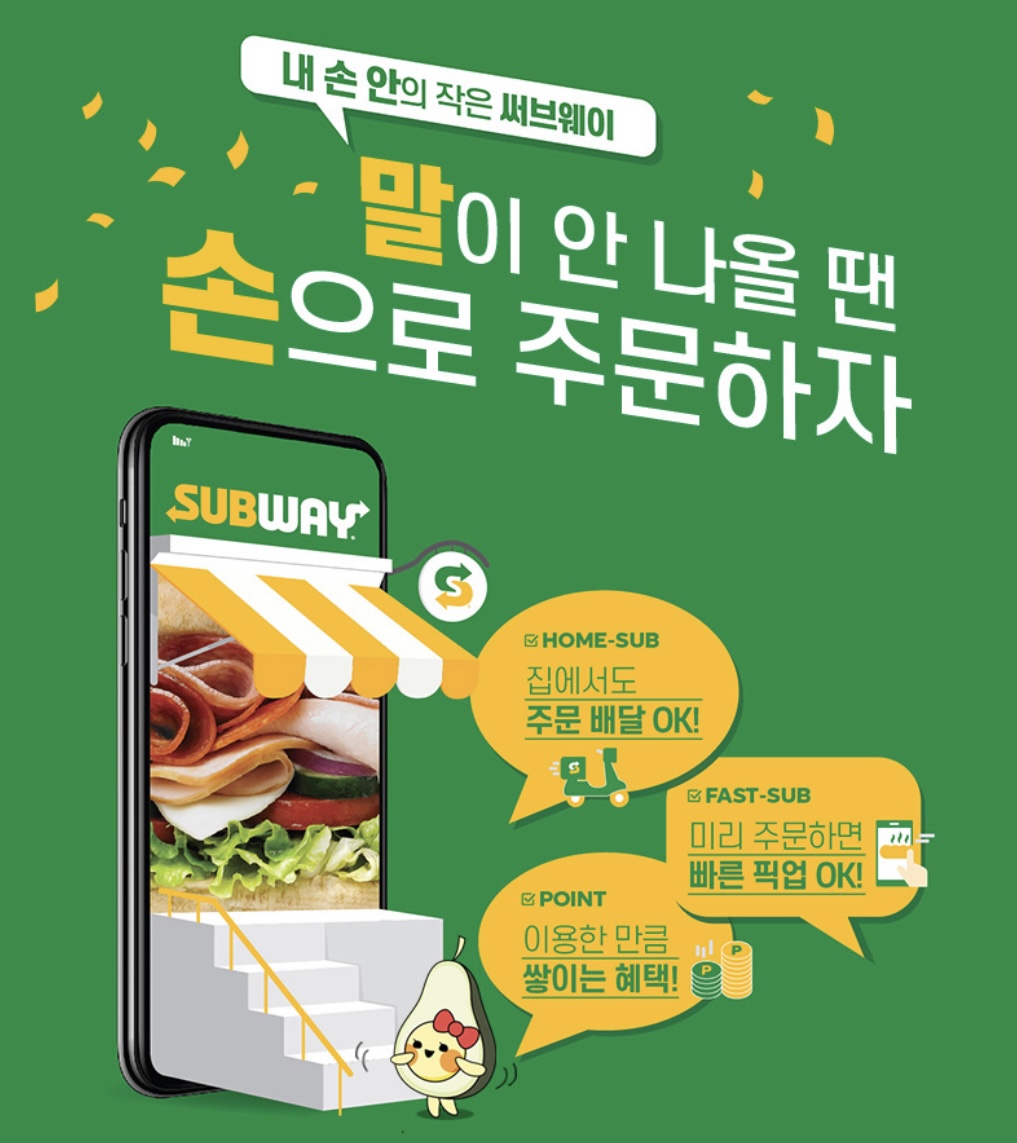 내 손 안의 작은 써브웨이
말이 안 나올 땐
손으로 주문하자
SUBWAY
S
HOME-SUB
집에서도
주문 배달 OK!
S
FAST-SUB
미리 주문하면
빠른 픽업 OK!
POINT
이용한 만큼
쌓이는 혜택!
P
P